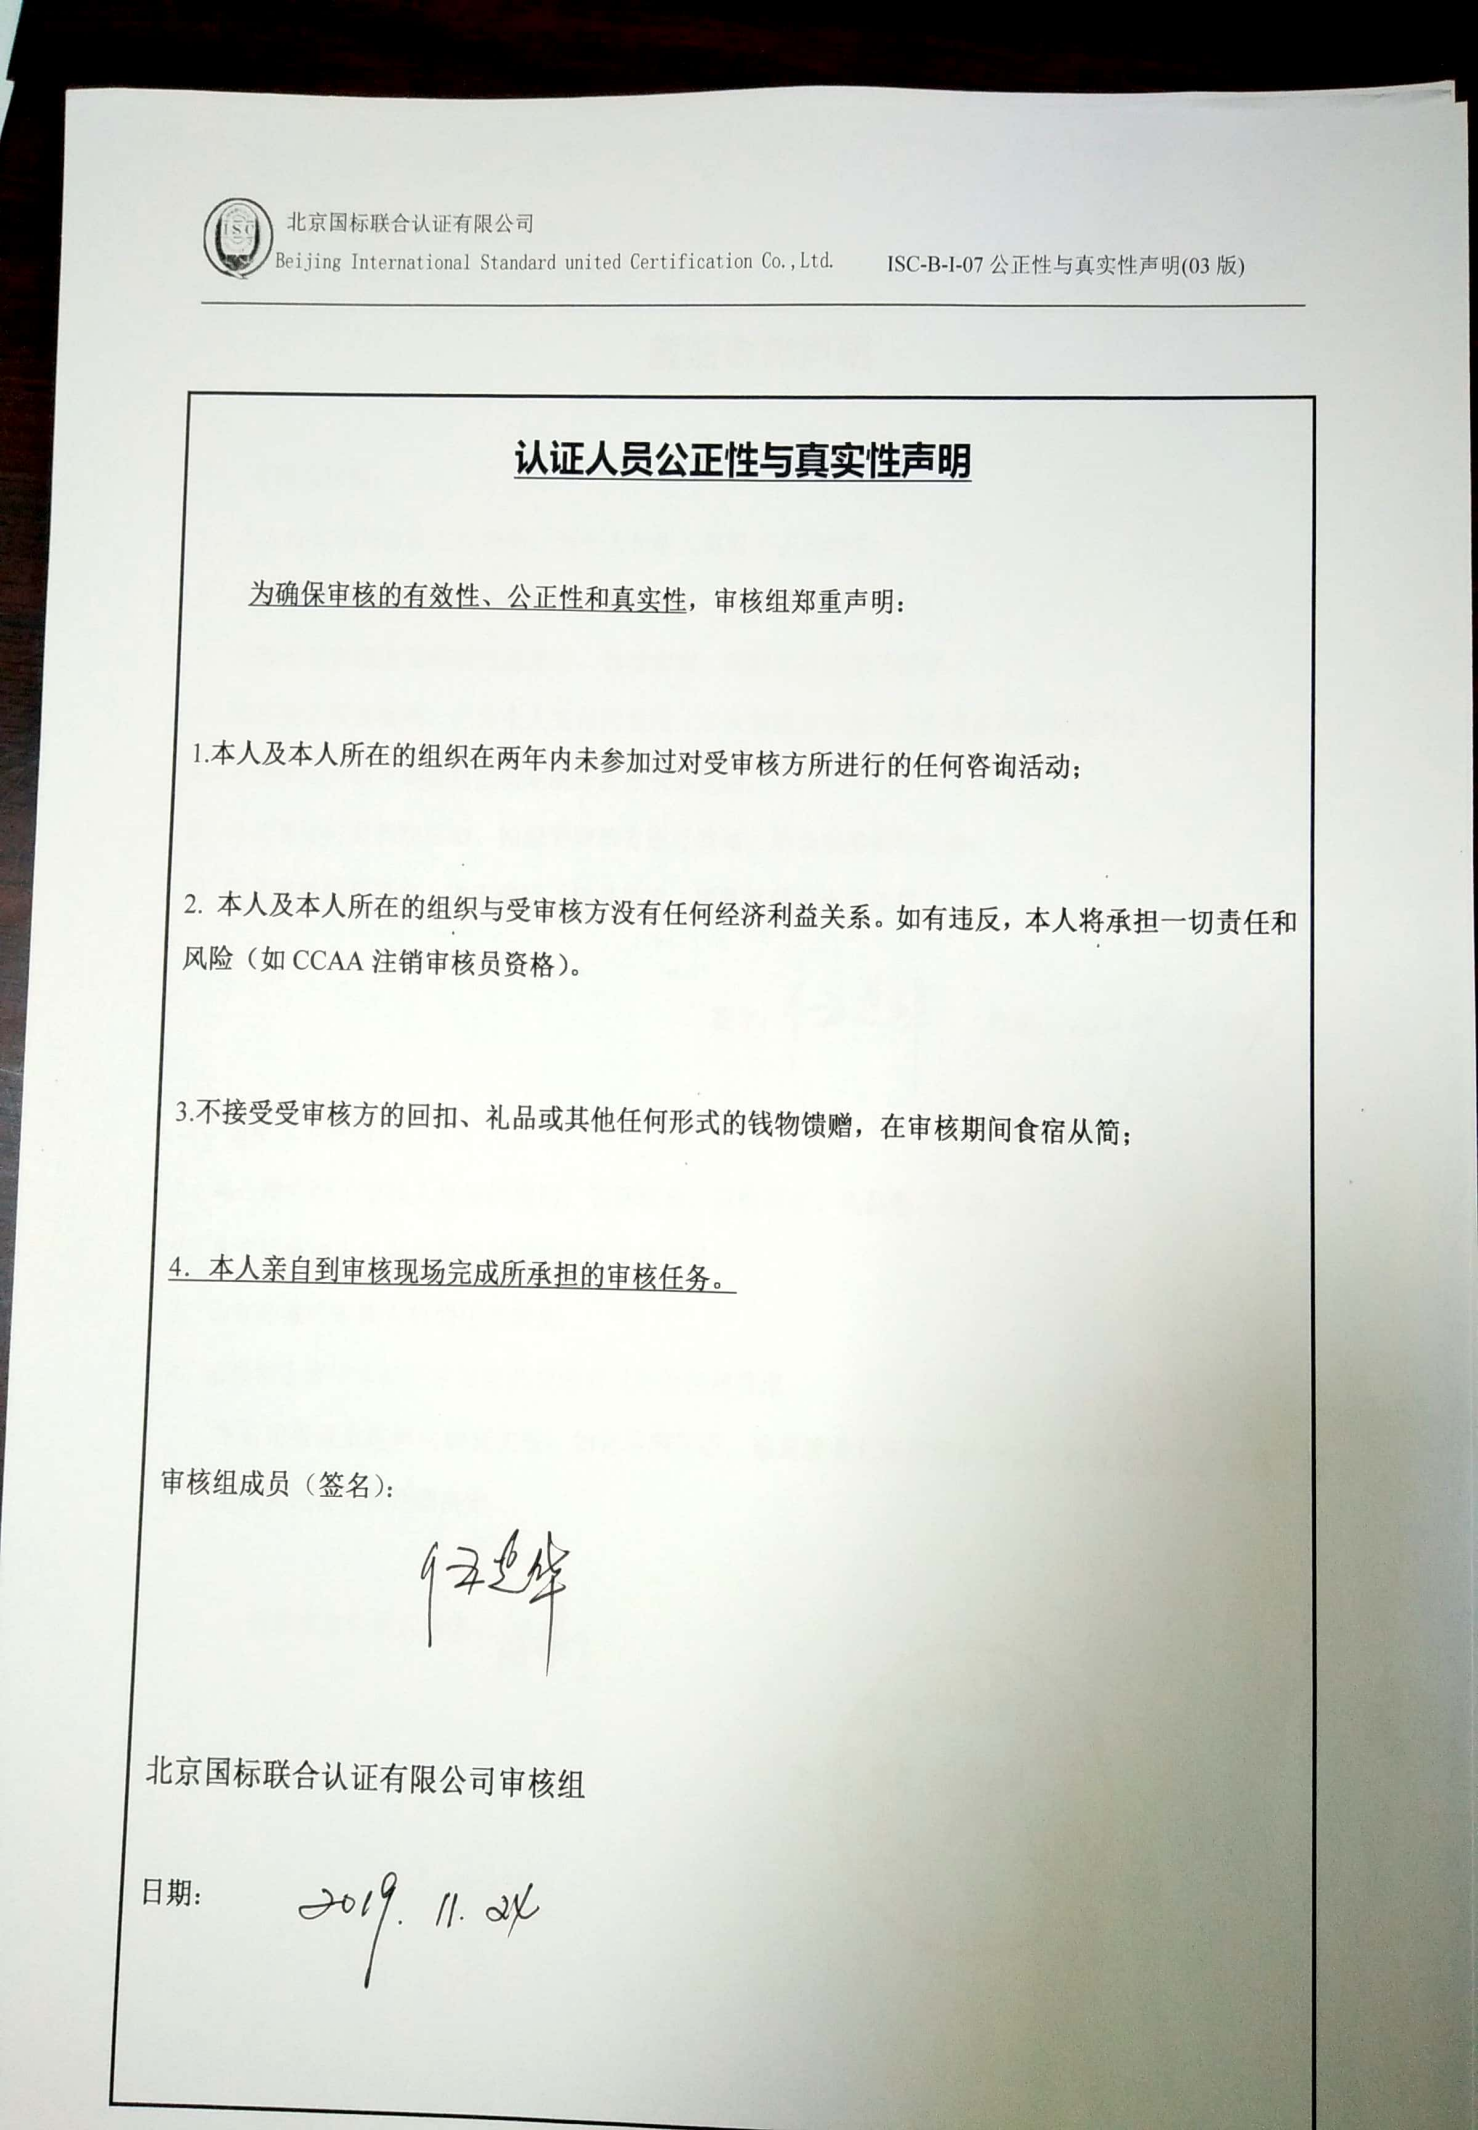 ISC
北京国标联合认证有限公司
Beijing International Standard united Certification Co.,Ltd. ISC-B-I-07 公正性与真实性声明(03 版)
认证人员公正性与真实性声明
为确保审核的有效性、公正性和真实性，审核组郑重声明：
1.本人及本人所在的组织在两年内未参加过对受审核方所进行的任何咨询活动；
2. 本人及本人所在的组织与受审核方没有任何经济利益关系。如有违反，本人将承担一切责任和
风险（如 CCAA 注销审核员资格）。
3.不接受受审核方的回扣、礼品或其他任何形式的钱物馈赠，在审核期间食宿从简；
4．本人亲自到审核现场完成所承担的审核任务。
审核组成员（签名）：
伍光华
北京国标联合认证有限公司审核组
日期： 2019. 11. 24